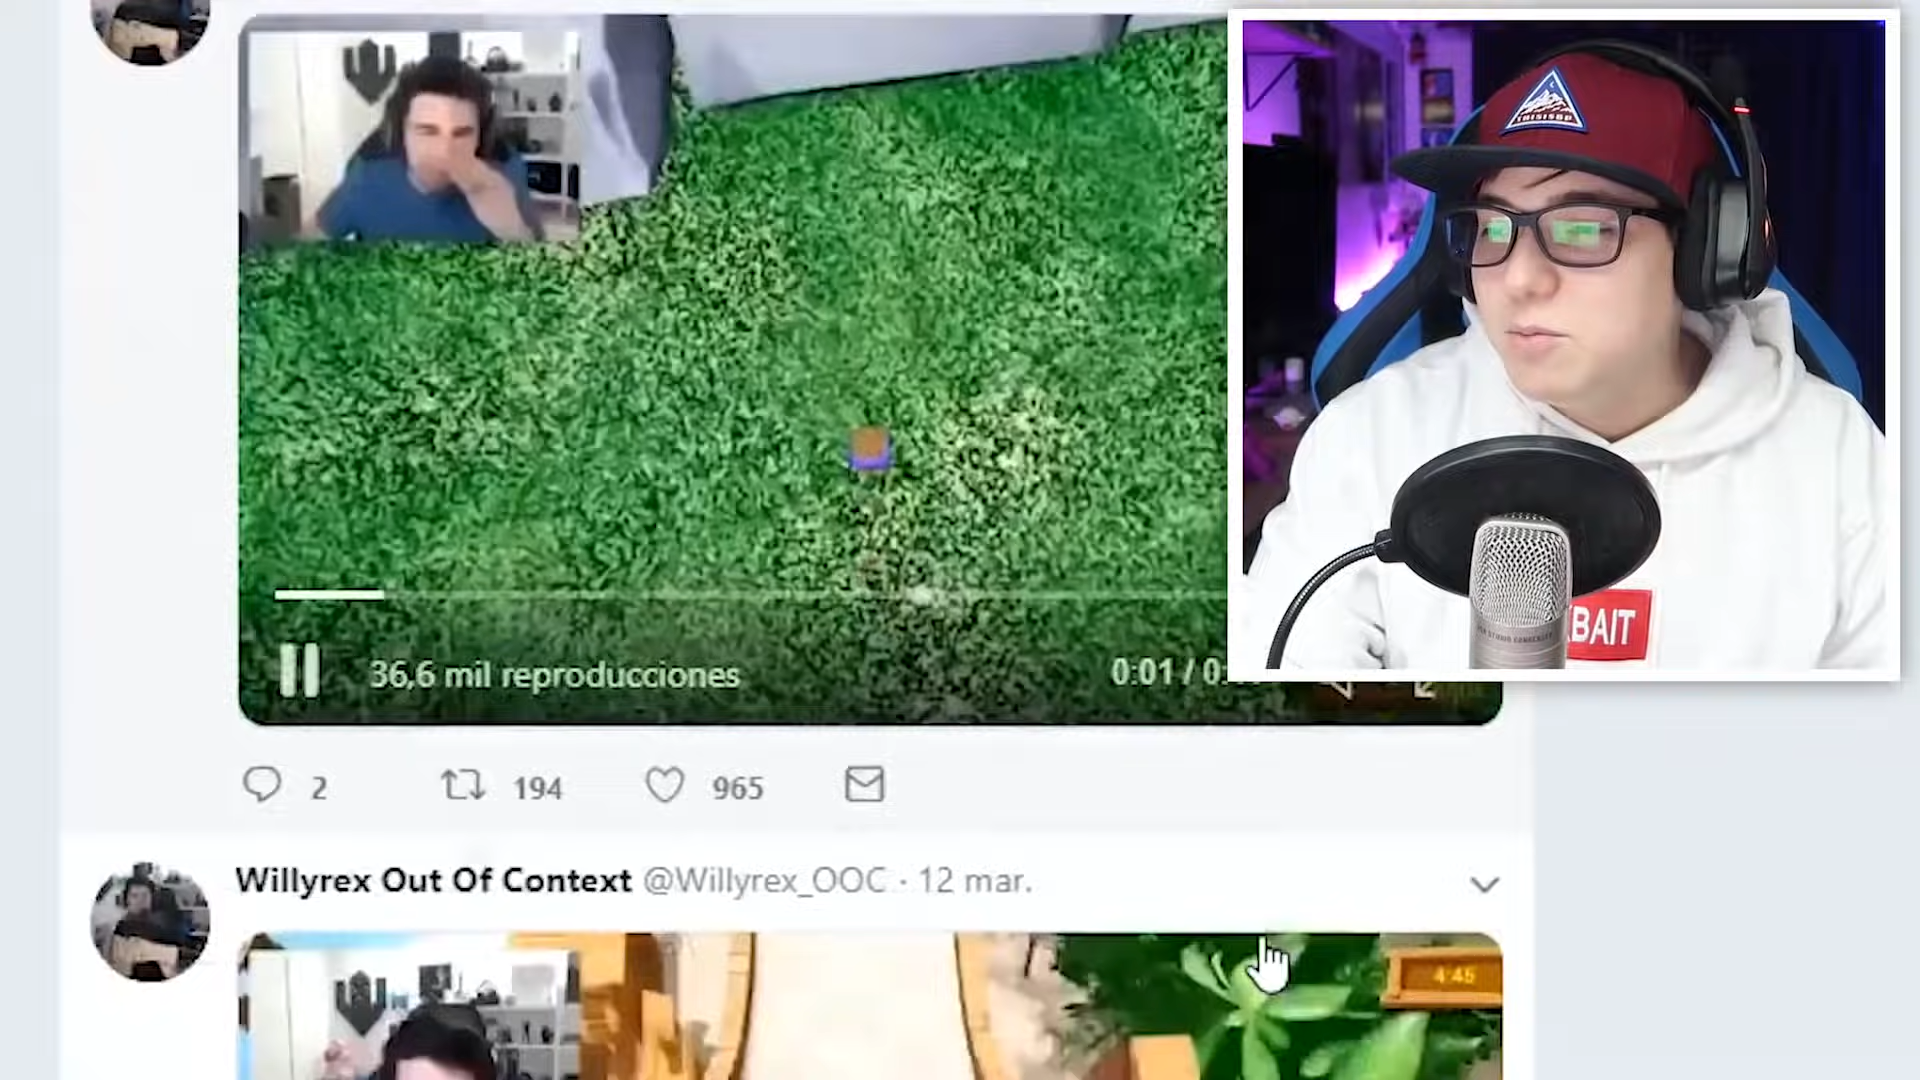 THISISGP
36,6 mil reproducciones
0:01 / 0:
BAIT
2 194 965
Willyrex Out Of Context @Willyrex_OOC · 12 mar.
4:45